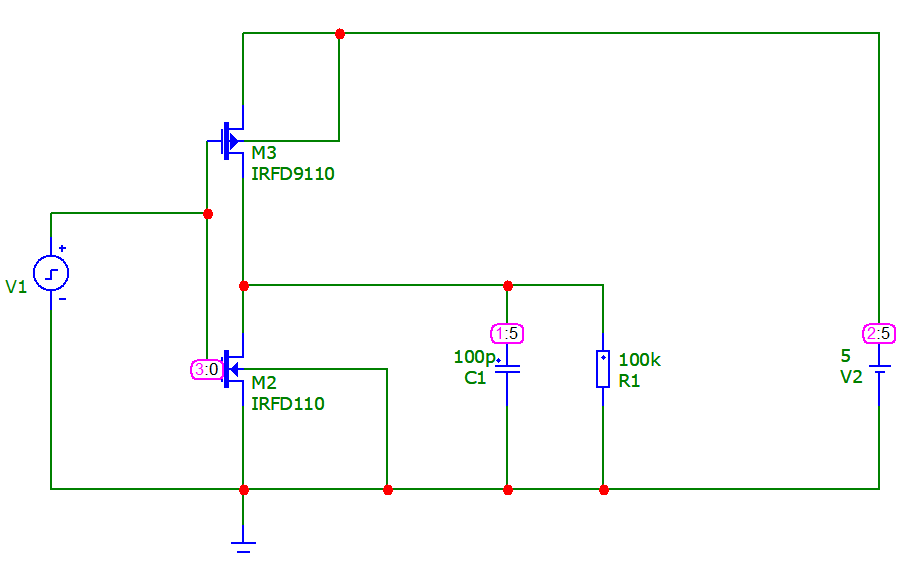 M3
IRFD9110
+
V1
−
3:0
M2
IRFD110
1:5
100p
C1
100k
R1
2:5
5
V2